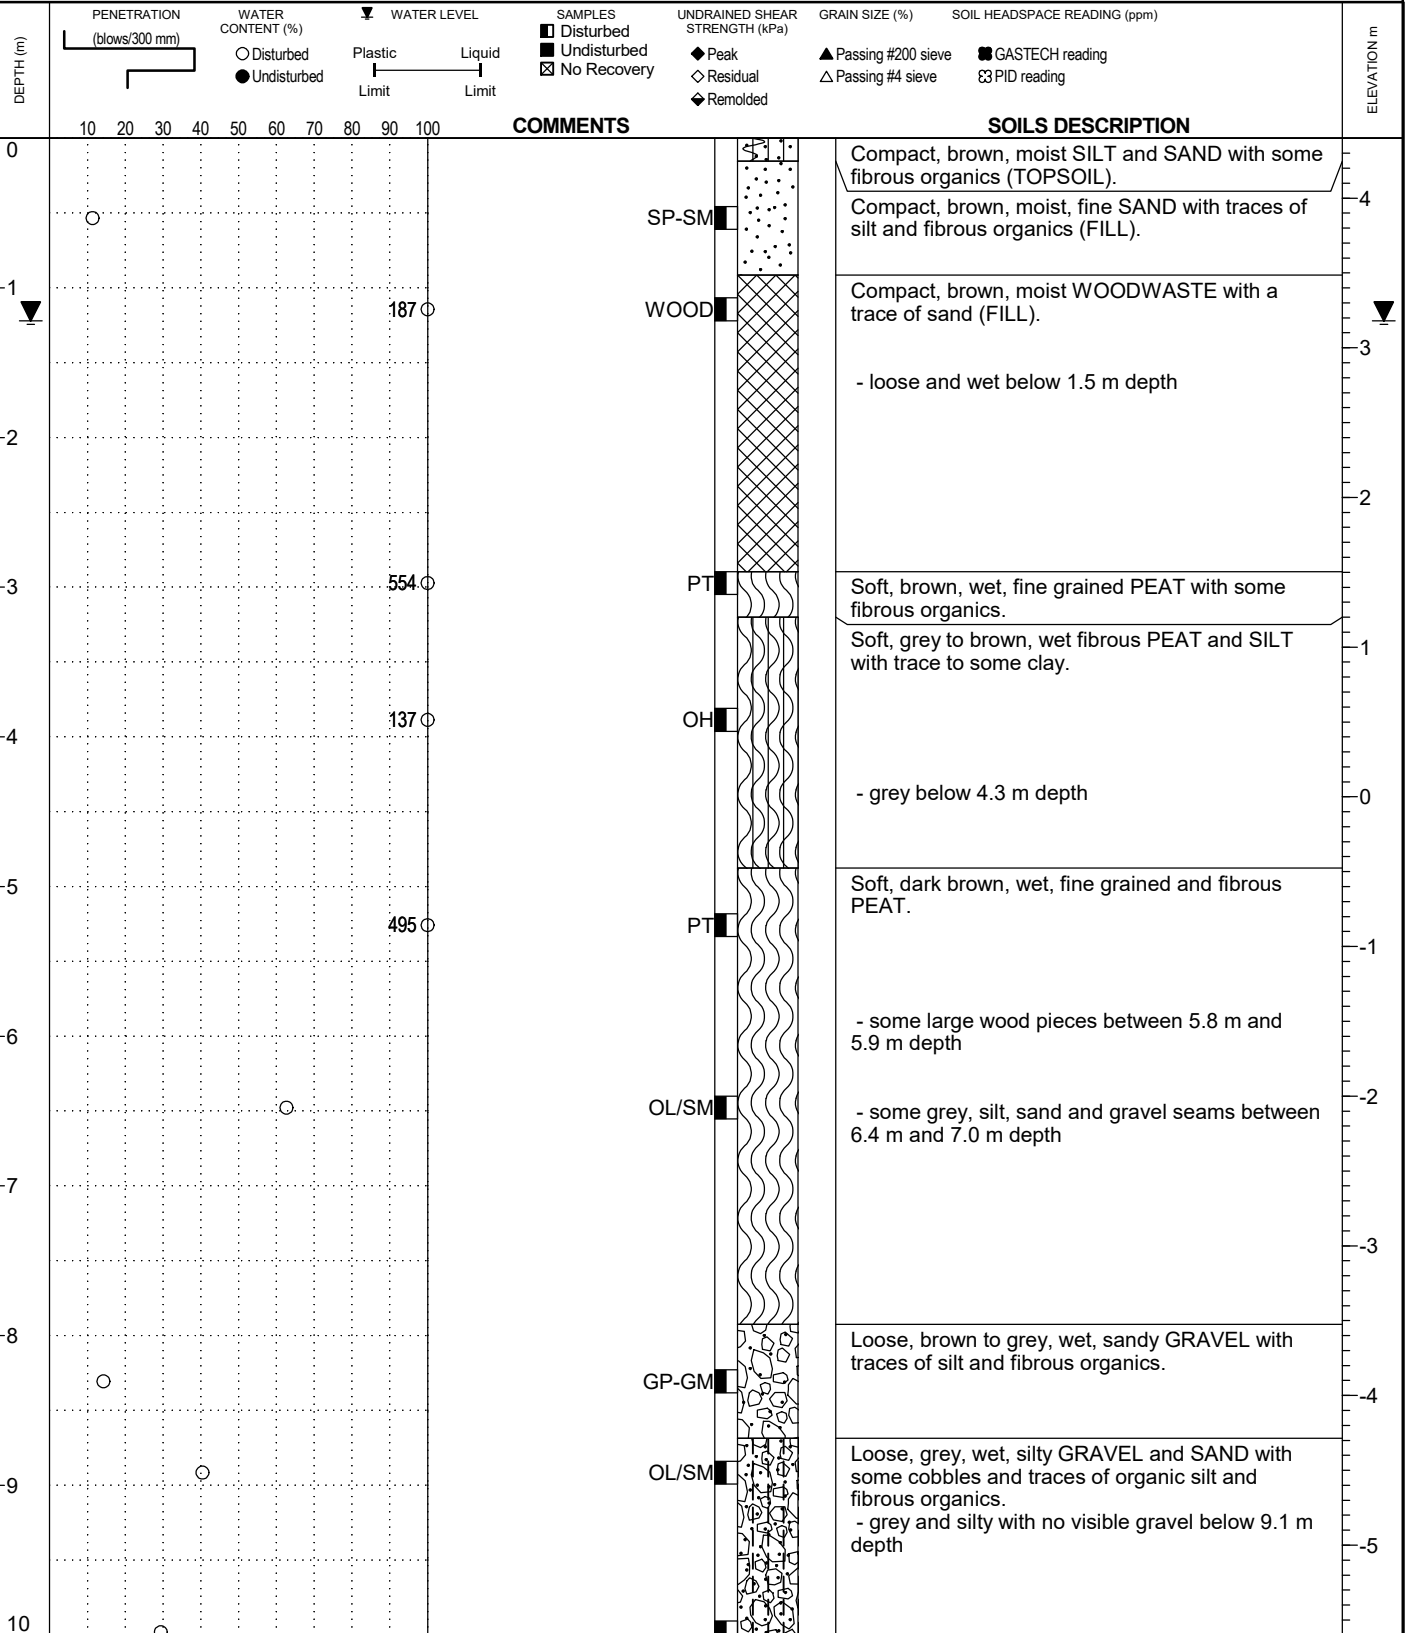 PENETRATION
(blows/300 mm)
WATER
CONTENT (%)
Disturbed
Undisturbed
WATER LEVEL
Plastic Liquid
Limit Limit
SAMPLES
Disturbed
Undisturbed
No Recovery
UNDRAINED SHEAR
STRENGTH (kPa)
Peak
Residual
Remolded
GRAIN SIZE (%)
Passing #200 sieve
Passing #4 sieve
SOIL HEADSPACE READING (ppm)
GASTECH reading
PID reading
DEPTH (m)
ELEVATION m
10 20 30 40 50 60 70 80 90 100
COMMENTS
SOILS DESCRIPTION
0
Compact, brown, moist SILT and SAND with some
fibrous organics (TOPSOIL).
4
SP-SM
Compact, brown, moist, fine SAND with traces of
silt and fibrous organics (FILL).
1
187
WOOD
Compact, brown, moist WOODWASTE with a
trace of sand (FILL).
3
- loose and wet below 1.5 m depth
2
2
3
554
PT
Soft, brown, wet, fine grained PEAT with some
fibrous organics.
1
Soft, grey to brown, wet fibrous PEAT and SILT
with trace to some clay.
137
OH
4
- grey below 4.3 m depth
0
5
Soft, dark brown, wet, fine grained and fibrous
PEAT.
495
PT
-1
- some large wood pieces between 5.8 m and
5.9 m depth
6
-2
OL/SM
- some grey, silt, sand and gravel seams between
6.4 m and 7.0 m depth
7
-3
8
Loose, brown to grey, wet, sandy GRAVEL with
traces of silt and fibrous organics.
GP-GM
-4
Loose, grey, wet, silty GRAVEL and SAND with
some cobbles and traces of organic silt and
fibrous organics.
OL/SM
9
- grey and silty with no visible gravel below 9.1 m
depth
-5
10